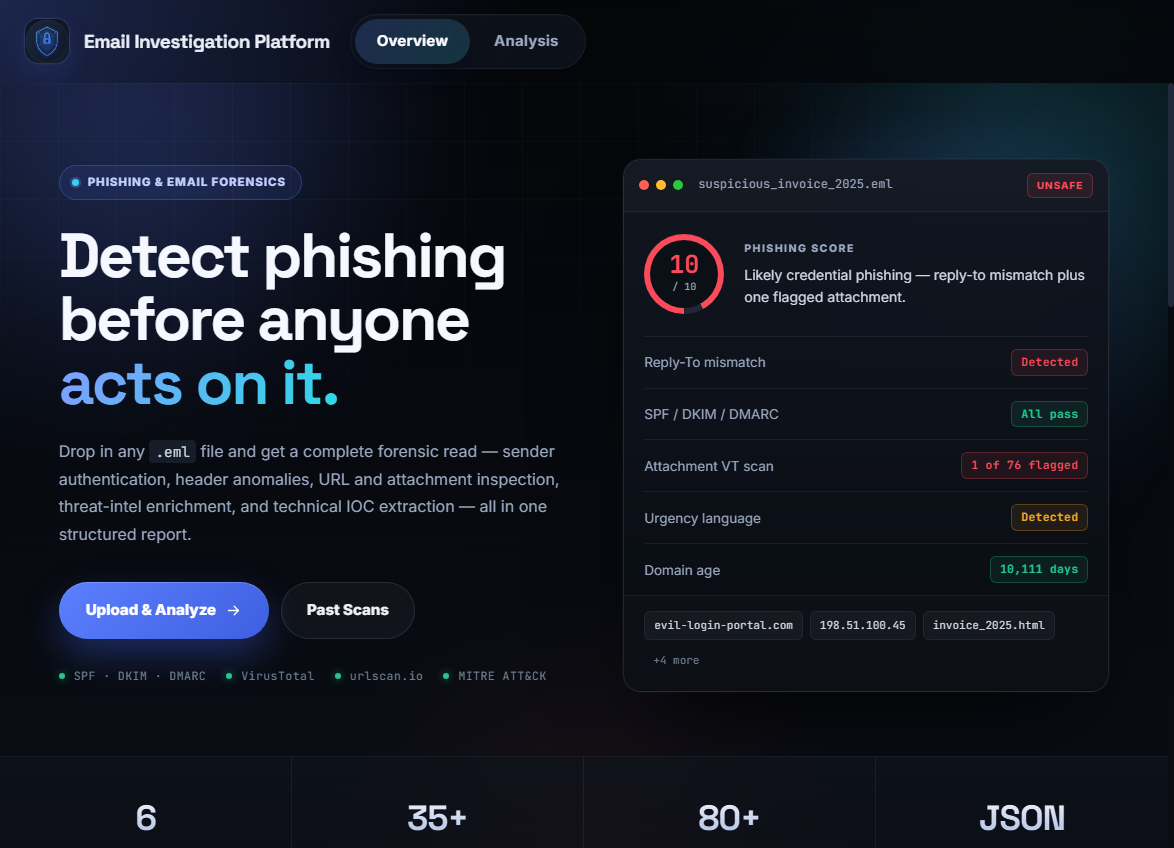 Email Investigation Platform
Overview
Analysis
PHISHING & EMAIL FORENSICS
Detect phishing
before anyone
acts on it.
Drop in any .eml file and get a complete forensic read — sender
authentication, header anomalies, URL and attachment inspection,
threat-intel enrichment, and technical IOC extraction — all in one
structured report.
Upload & Analyze →
Past Scans
SPF · DKIM · DMARC
VirusTotal
urlscan.io
MITRE ATT&CK
suspicious_invoice_2025.eml
UNSAFE
10
/ 10
PHISHING SCORE
Likely credential phishing — reply-to mismatch plus
one flagged attachment.
Reply-To mismatch
Detected
SPF / DKIM / DMARC
All pass
Attachment VT scan
1 of 76 flagged
Urgency language
Detected
Domain age
10,111 days
evil-login-portal.com
198.51.100.45
invoice_2025.html
+4 more
6
35+
80+
JSON